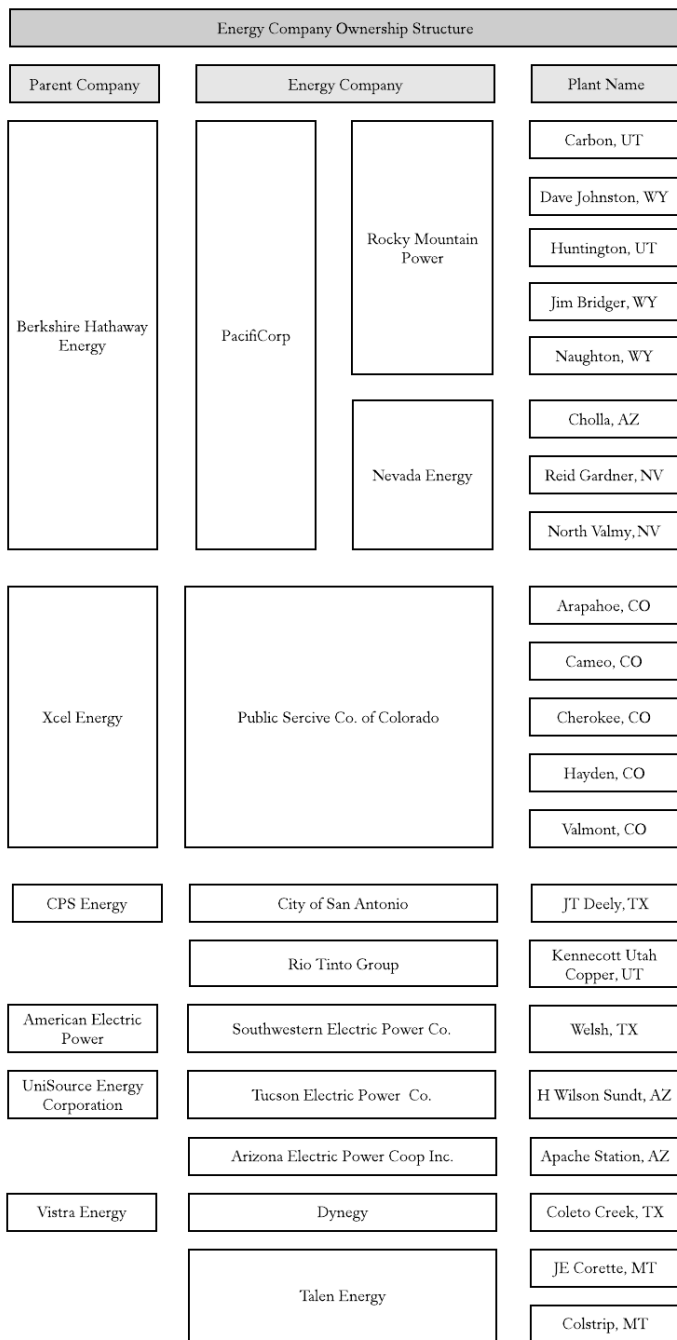 Energy Company Ownership Structure
Parent Company
Energy Company
Plant Name
Berkshire Hathaway
Energy
PacifiCorp
Rocky Mountain
Power
Carbon, UT
Dave Johnston, WY
Huntington, UT
Jim Bridger, WY
Naughton, WY
Nevada Energy
Cholla, AZ
Reid Gardner, NV
North Valmy, NV
Xcel Energy
Public Sercive Co. of Colorado
Arapahoe, CO
Cameo, CO
Cherokee, CO
Hayden, CO
Valmont, CO
CPS Energy
City of San Antonio
JT Deely, TX
Rio Tinto Group
Kennecott Utah
Copper, UT
American Electric
Power
Southwestern Electric Power Co.
Welsh, TX
UniSource Energy
Corporation
Tucson Electric Power Co.
H Wilson Sundt, AZ
Arizona Electric Power Coop Inc.
Apache Station, AZ
Vistra Energy
Dynegy
Coleto Creek, TX
Talen Energy
JE Corette, MT
Colstrip, MT